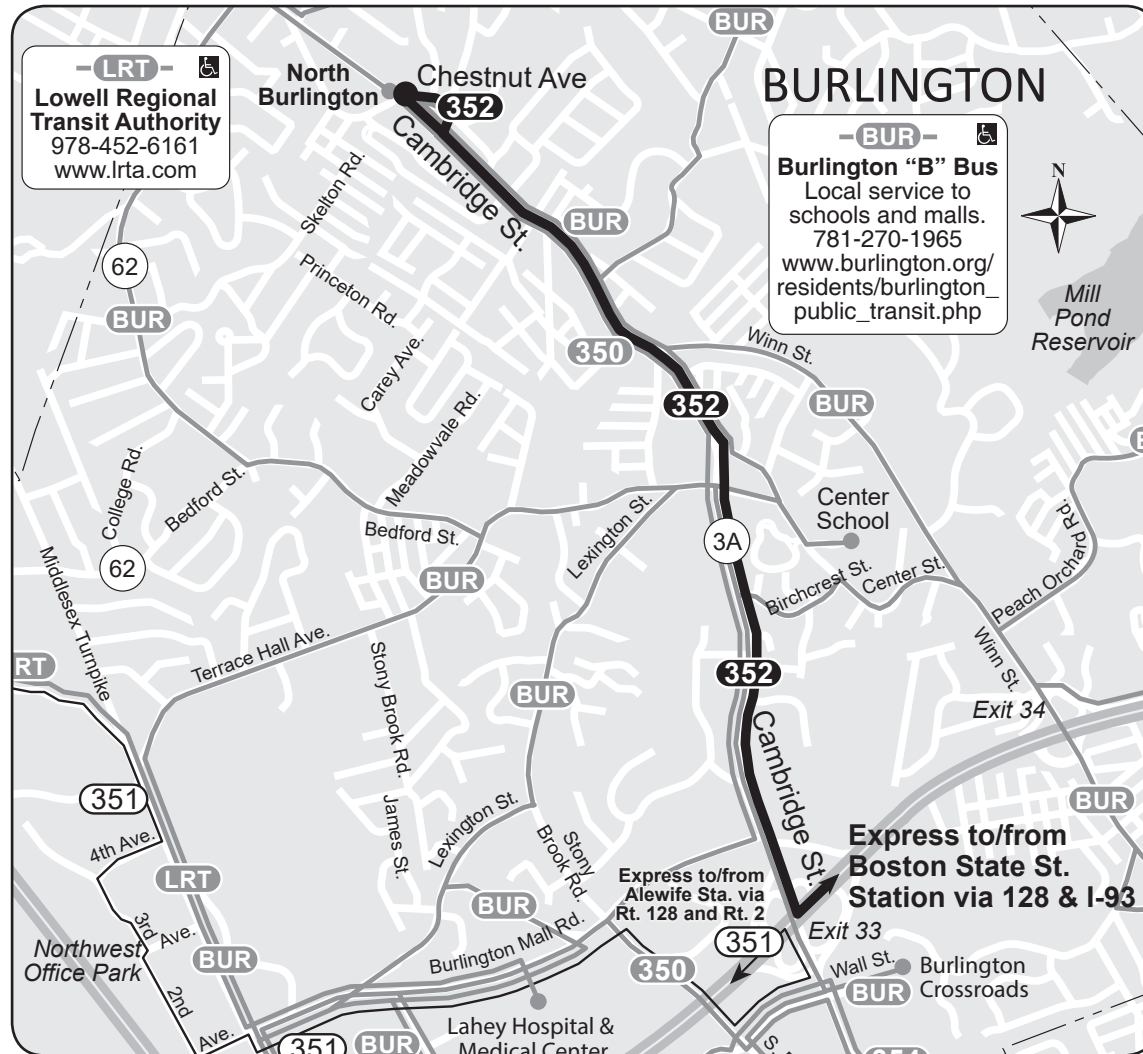 BUR
LRT
Lowell Regional
Transit Authority
978-452-6161
www.lrta.com
North
Burlington
Chestnut Ave
352
BURLINGTON
BUR
Burlington “B” Bus
Local service to
schools and malls.
781-270-1965
www.burlington.org/
residents/burlington_
public_transit.php
N
Cambridge St.
Skelton Rd.
BUR
62
Princeton Rd.
BUR
Mill
Pond
Reservoir
350
Winn St.
Carey Ave.
352
BUR
Meadowvale Rd.
College Rd.
Bedford St.
Bedford St.
Lexington St.
Center
School
3A
62
Middlesex Turnpike
BUR
Birchcrest St.
Center St.
Peach Orchard Rd.
Terrace Hall Ave.
RT
Stony Brook Rd.
352
Winn St.
BUR
Exit 34
Cambridge St.
351
James St.
Lexington St.
Stony
Brook Rd.
BUR
4th Ave.
LRT
Express to/from
Boston State St.
Station via 128 & I-93
Express to/from
Alewife Sta. via
Rt. 128 and Rt. 2
351
Exit 33
BUR
3rd Ave.
Northwest
Office Park
BUR
Burlington Mall Rd.
350
Wall St.
BUR
Burlington
Crossroads
2nd
Ave.
351
BUR
Lahey Hospital &
Medical Center